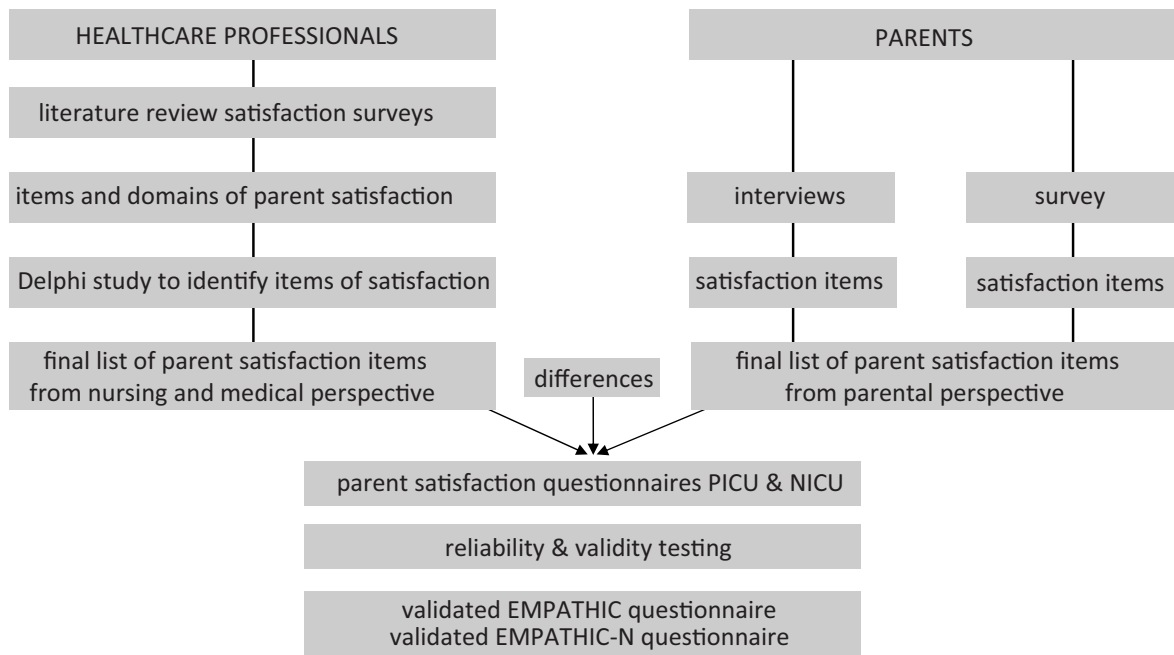 HEALTHCARE PROFESSIONALS
literature review satisfaction surveys
items and domains of parent satisfaction
Delphi study to identify items of satisfaction
final list of parent satisfaction items
from nursing and medical perspective
PARENTS
interviews
satisfaction items
survey
satisfaction items
final list of parent satisfaction items
from parental perspective
differences
parent satisfaction questionnaires PICU & NICU
reliability & validity testing
validated EMPATHIC questionnaire
validated EMPATHIC-N questionnaire